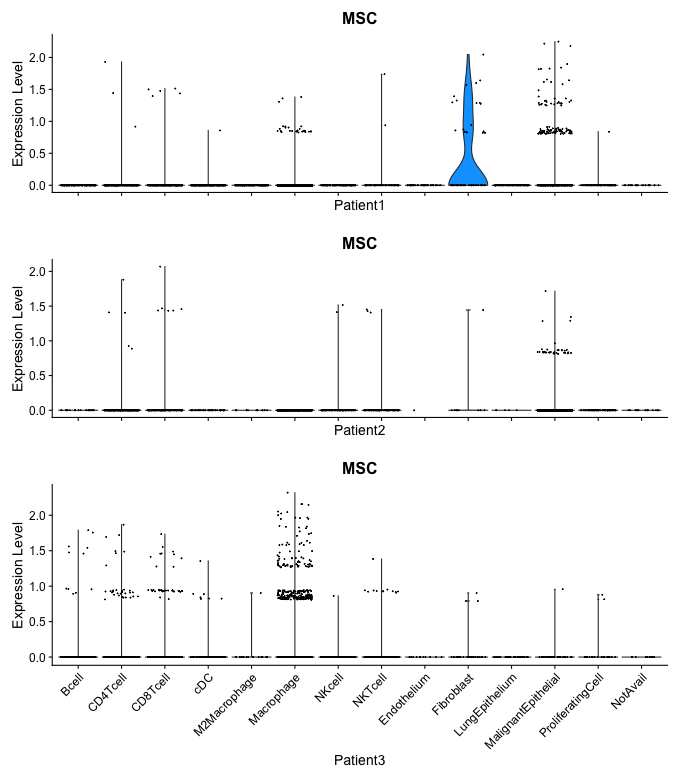 MSC
Expression Level
2.0
1.5
1.0
0.5
0.0
Patient1
MSC
Expression Level
2.0
1.5
1.0
0.5
0.0
Patient2
MSC
Expression Level
2.0
1.5
1.0
0.5
0.0
Bcell
CD4Tcell
CD8Tcell
cDC
M2Macrophage
Macrophage
NKcell
NKTcell
Endothelium
Fibroblast
LungEpithelium
MalignantEpithelial
ProliferatingCell
NotAvail
Patient3